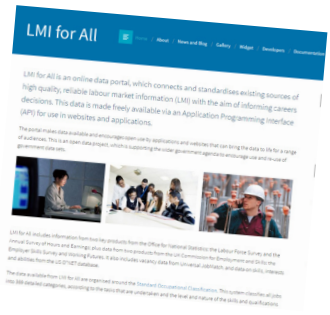 LMI for All
Home / About / News and Blog / Gallery / Widget / Developers / Documentation
LMI for All is an online data portal, which connects and standardises existing sources of
high quality, reliable labour market information (LMI) with the aim of informing careers
decisions. This data is made freely available via an Application Programming Interface
(API) for use in websites and applications.
The portal makes data available and encourages open use by applications and websites that can bring the data to life for a range
of audiences. This is an open data project, which is supporting the wider government agenda to encourage use and re-use of
government data sets.
LMI for All includes information from two key products from the Office for National Statistics: the Labour Force Survey and the
Annual Survey of Hours and Earnings; plus data from two products from the UK Commission for Employment and Skills: the
Employer Skills Survey and Working Futures. It also includes vacancy data from Universal Jobmatch, and data on skills, interests
and abilities from the US O*NET database.
The data available from LMI for All are organised around the Standard Occupational Classification. This system classifies all jobs
into 369 detailed categories, according to the tasks that are undertaken and the level and nature of the skills and qualifications